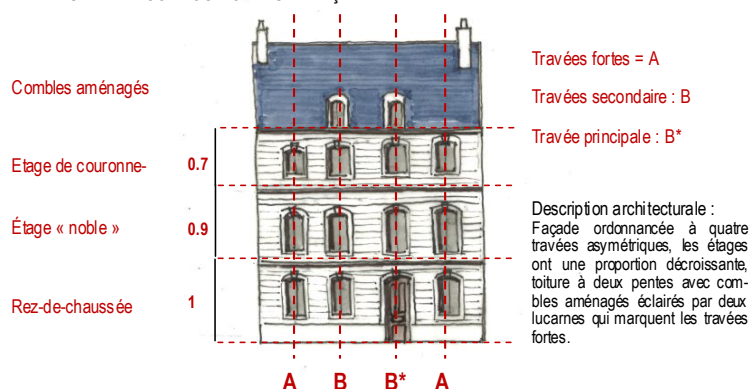 Combles aménagés
Etage de couronne-
0.7
Étage « noble »
0.9
Rez-de-chaussée
1
A B B* A
Travées fortes = A
Travées secondaire : B
Travée principale : B*
Description architecturale :
Façade ordonnancée à quatre
travées asymétriques, les étages
ont une proportion décroissante,
toiture à deux pentes avec com-
bles aménagés éclairés par deux
lucarnes qui marquent les travées
fortes.